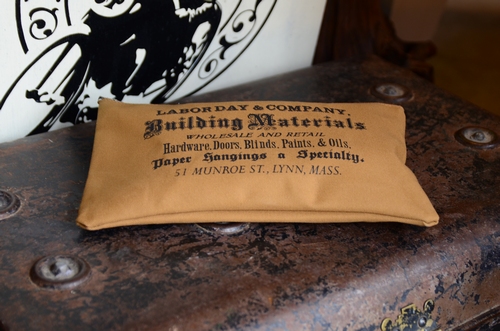 LABOR DAY & COMPANY,
Building Materials
WHOLESALE AND RETAIL
Hardware, Doors, Blinds, Paints, & Oils,
Paper Hangings a Specialty.
51 MUNROE ST., LYNN, MASS.